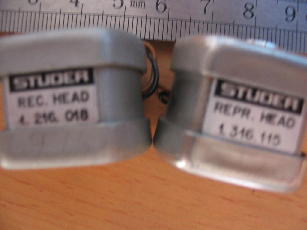 5 mm 6 7 8 9
STUDER
REC. HEAD
1. 216. 018
STUDER
REPR. HEAD
1.316.115